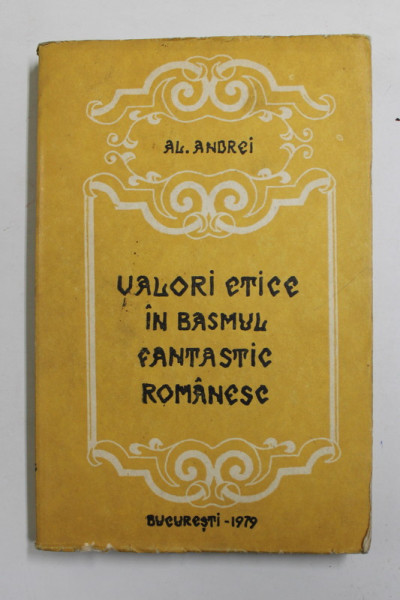 AL. ANDREI
VALORI ETICE
ÎN BASMUL
FANTASTIC
ROMÂNESC
BUCUREȘTI-1979